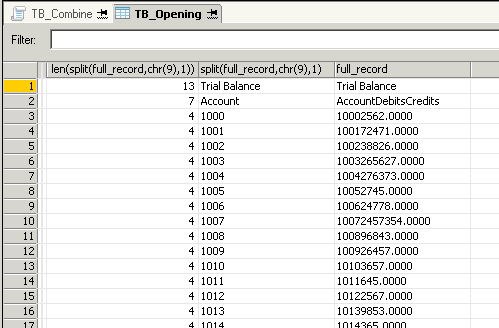 TB_Combine TB_Opening
Filter:
len(split(full_record,chr(9),1)) split(full_record,chr(9),1) full_record
1 13 Trial Balance Trial Balance
2 7 Account AccountDebitsCredits
3 4 1000 10002562.0000
4 4 1001 100172471.0000
5 4 1002 100238826.0000
6 4 1003 1003265627.0000
7 4 1004 1004276373.0000
8 4 1005 10052745.0000
9 4 1006 100624778.0000
10 4 1007 10072457354.0000
11 4 1008 100896843.0000
12 4 1009 100926457.0000
13 4 1010 10103657.0000
14 4 1011 1011645.0000
15 4 1012 10122567.0000
16 4 1013 10139853.0000
17 4 1014 1014365.0000